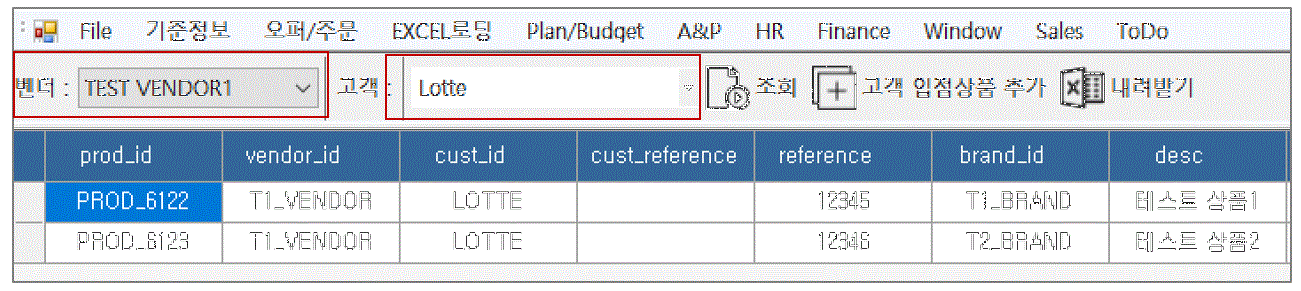 File 기준정보 오퍼/주문 EXCEL로딩 Plan/Budget A&P HR Finance Window Sales ToDo
벤더 : TEST VENDOR1 고객 : Lotte 조회 고객 입점상품 추가 내려받기
prod_id vendor_id cust_id cust_reference reference brand_id desc
PROD_6122 T1_VENDOR LOTTE 12345 T1_BRAND 테스트 상품1
PROD_6123 T1_VENDOR LOTTE 12346 T2_BRAND 테스트 상품2